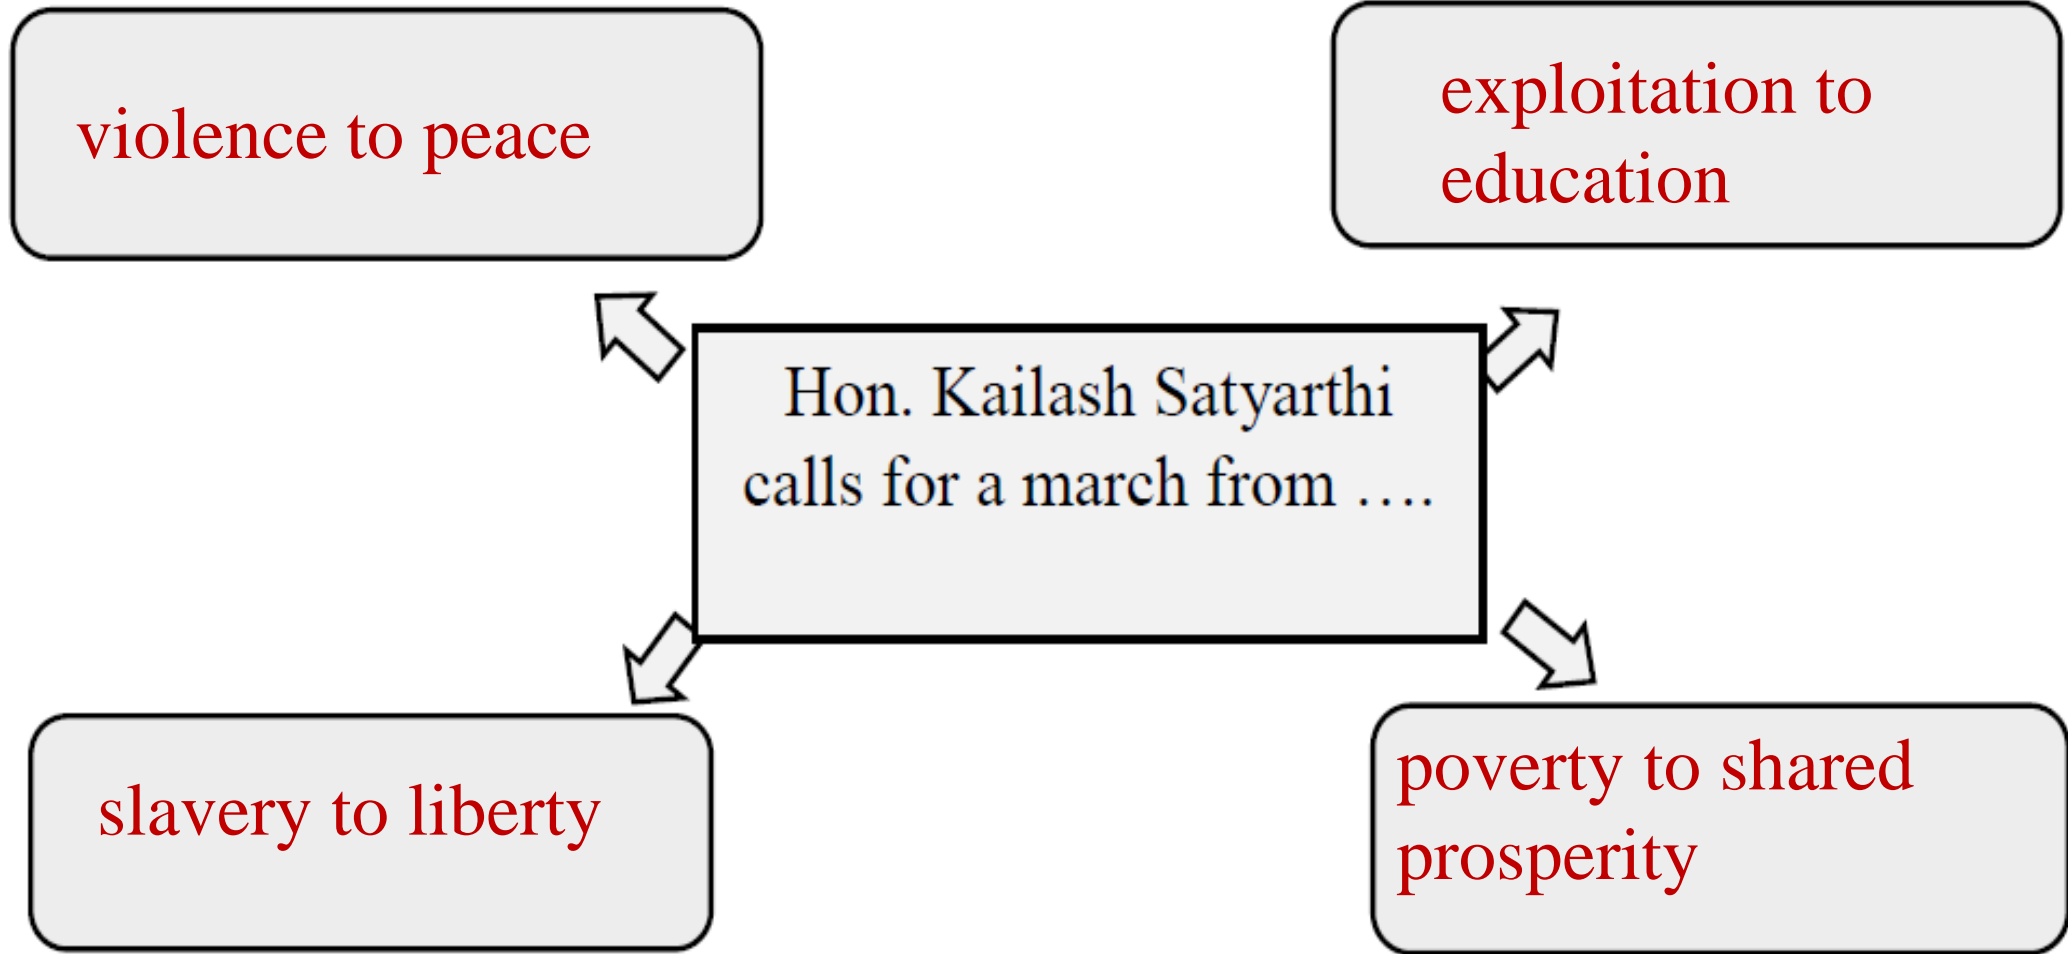 violence to peace
exploitation to
education
Hon. Kailash Satyarthi
calls for a march from ....
slavery to liberty
poverty to shared
prosperity